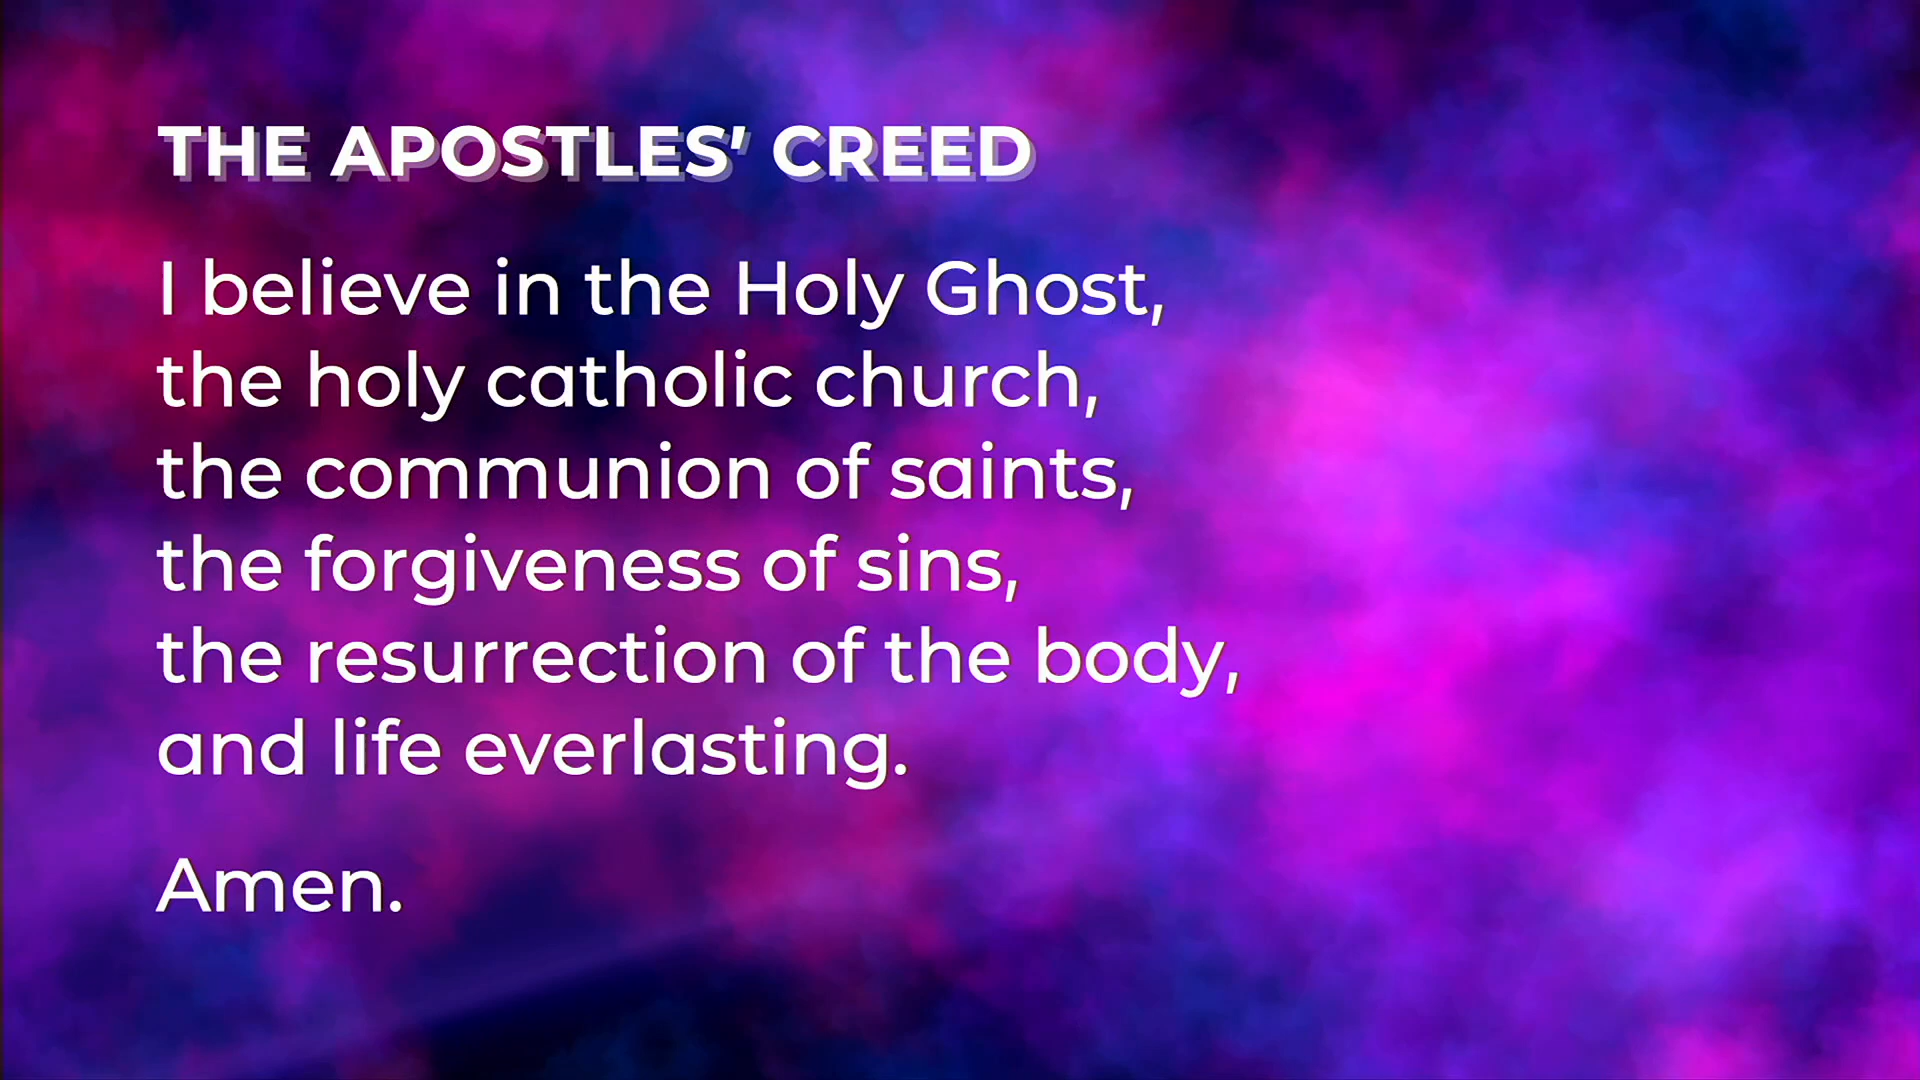 THE APOSTLES’ CREED
I believe in the Holy Ghost,
the holy catholic church,
the communion of saints,
the forgiveness of sins,
the resurrection of the body,
and life everlasting.
Amen.